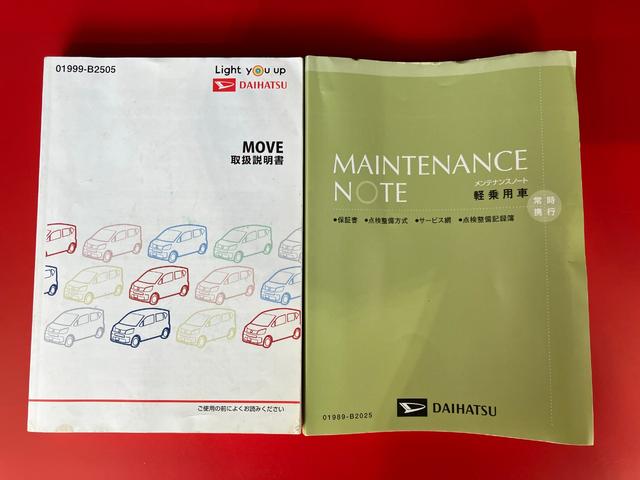 01999-B2505
Light you up
DAIHATSU
MOVE
取扱説明書
ご使用の前によくお読みください
MAINTENANCE
NOTE
メンテナンスノート
軽乗用車
常時
携行
●保証書 ●点検整備方式 ●サービス網 ●点検整備記録簿
01989-B2025
DAIHATSU